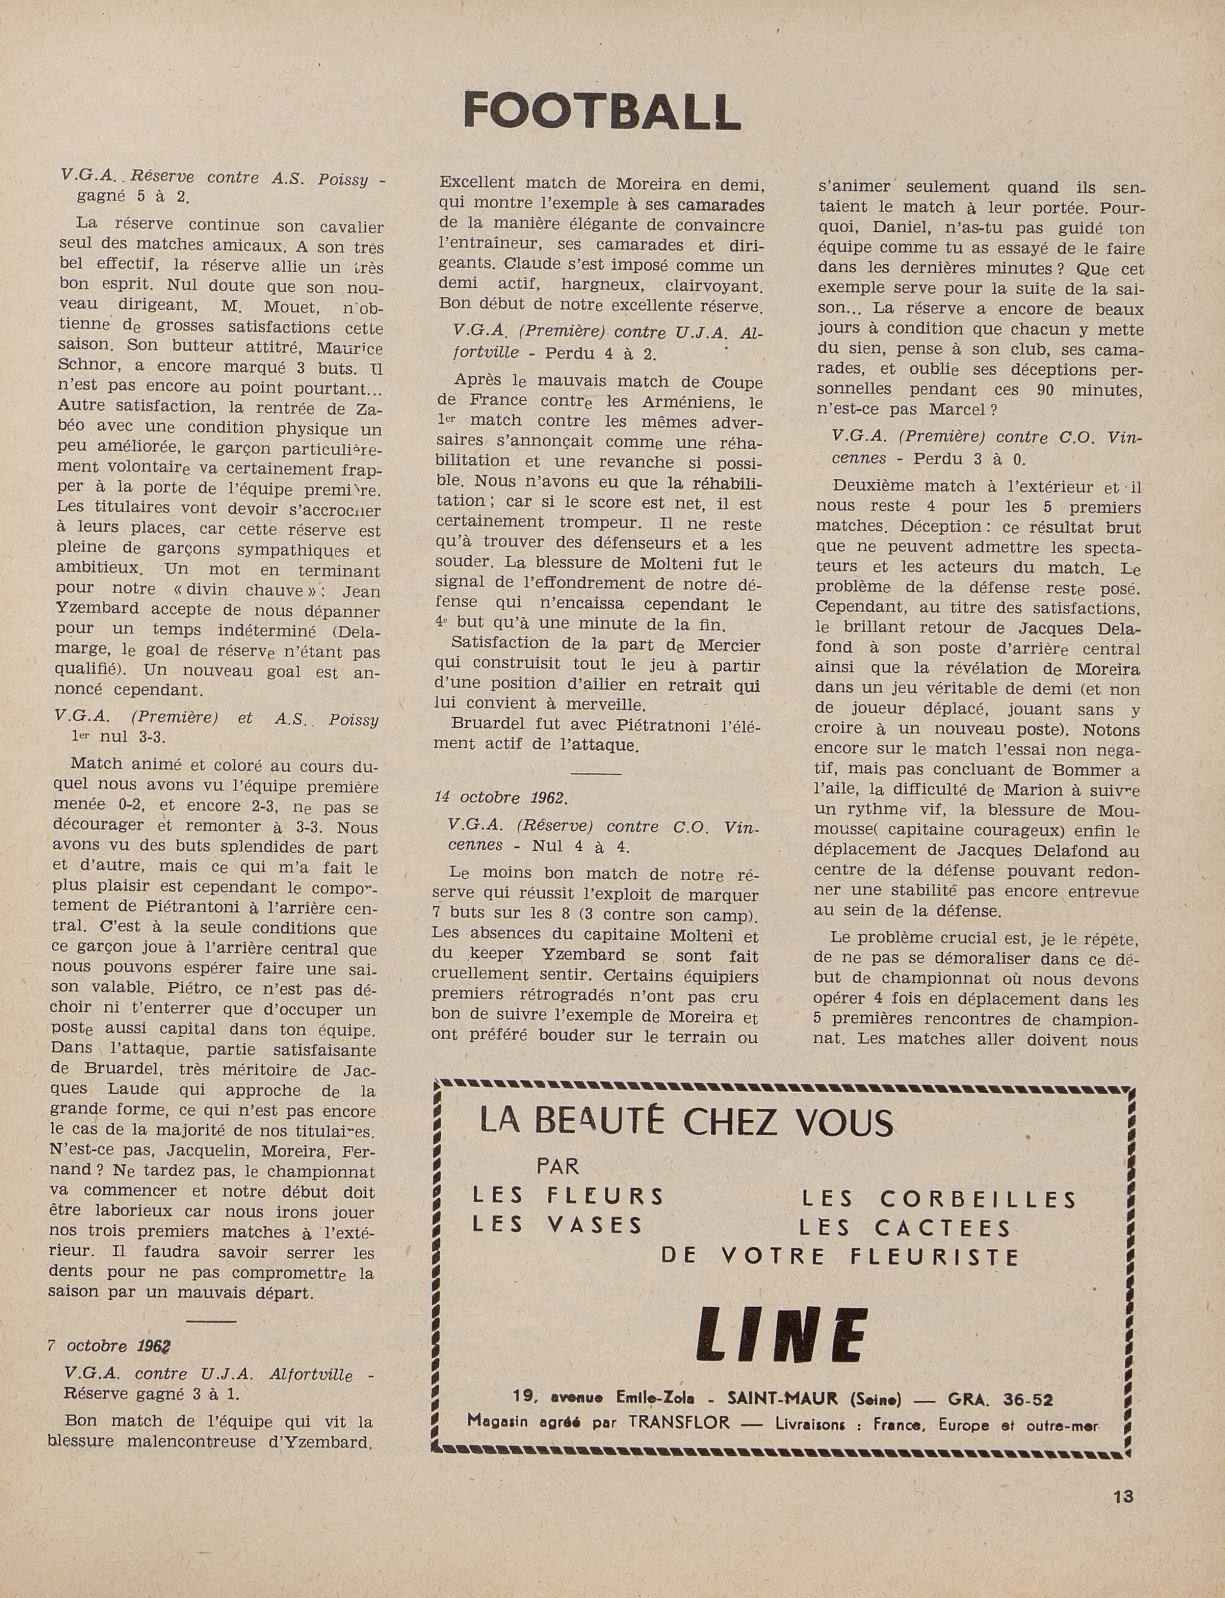 FOOTBALL
V.G.A. Réserve contre A.S. Poissy -
gagné 5 à 2.
La réserve continue son cavalier
seul des matches amicaux. A son très
bel effectif, la réserve allie un très
bon esprit. Nul doute que son nou-
veau dirigeant, M. Mouet, n'ob-
tienne de grosses satisfactions cette
saison. Son butteur attitré, Maurice
Schnor, a encore marqué 3 buts. Il
n'est pas encore au point pourtant...
Autre satisfaction, la rentrée de Za-
béo avec une condition physique un
peu améliorée, le garçon particulière-
ment volontaire va certainement frap-
per à la porte de l'équipe première.
Les titulaires vont devoir s'accrocher
à leurs places, car cette réserve est
pleine de garçons sympathiques et
ambitieux. Un mot en terminant
pour notre « divin chauve » : Jean
Yzembard accepte de nous dépanner
pour un temps indéterminé (Dela-
marge, le goal de réserve n'étant pas
qualifié). Un nouveau goal est an-
noncé cependant.
V.G.A. (Première) et A.S. Poissy
1er nul 3-3.
Match animé et coloré au cours du-
quel nous avons vu l'équipe première
menée 0-2, et encore 2-3, ne pas se
décourager et remonter à 3-3. Nous
avons vu des buts splendides de part
et d'autre, mais ce qui m'a fait le
plus plaisir est cependant le compor-
tement de Piétrantoni à l'arrière cen-
tral. C'est à la seule conditions que
ce garçon joue à l'arrière central que
nous pouvons espérer faire une sai-
son valable. Piétro, ce n'est pas dé-
choir ni t'enterrer que d'occuper un
poste aussi capital dans ton équipe.
Dans l'attaque, partie satisfaisante
de Bruardel, très méritoire de Jac-
ques Laude qui approche de la
grande forme, ce qui n'est pas encore
le cas de la majorité de nos titulaires.
N'est-ce pas, Jacquelin, Moreira, Fer-
nand ? Ne tardez pas, le championnat
va commencer et notre début doit
être laborieux car nous irons jouer
nos trois premiers matches à l'exté-
rieur. Il faudra savoir serrer les
dents pour ne pas compromettre la
saison par un mauvais départ.
7 octobre 1962
V.G.A. contre U.J.A. Alfortville -
Réserve gagné 3 à 1.
Bon match de l'équipe qui vit la
blessure malencontreuse d'Yzembard.
Excellent match de Moreira en demi,
qui montre l'exemple à ses camarades
de la manière élégante de convaincre
l'entraîneur, ses camarades et diri-
geants. Claude s'est imposé comme un
demi actif, hargneux, clairvoyant.
Bon début de notre excellente réserve.
V.G.A. (Première) contre U.J.A. Al-
fortville - Perdu 4 à 2.
Après le mauvais match de Coupe
de France contre les Arméniens, le
1er match contre les mêmes adver-
saires s'annonçait comme une réha-
bilitation et une revanche si possi-
ble. Nous n'avons eu que la réhabili-
tation ; car si le score est net, il est
certainement trompeur. Il ne reste
qu'à trouver des défenseurs et a les
souder. La blessure de Molteni fut le
signal de l'effondrement de notre dé-
fense qui n'encaissa cependant le
4e but qu'à une minute de la fin.
Satisfaction de la part de Mercier
qui construisit tout le jeu à partir
d'une position d'ailier en retrait qui
lui convient à merveille.
Bruardel fut avec Piétratnoni l'élé-
ment actif de l'attaque.
14 octobre 1962.
V.G.A. (Réserve) contre C.O. Vin-
cennes - Nul 4 à 4.
Le moins bon match de notre ré-
serve qui réussit l'exploit de marquer
7 buts sur les 8 (3 contre son camp).
Les absences du capitaine Molteni et
du keeper Yzembard se sont fait
cruellement sentir. Certains équipiers
premiers rétrogradés n'ont pas cru
bon de suivre l'exemple de Moreira et
ont préféré bouder sur le terrain ou
s'animer seulement quand ils sen-
taient le match à leur portée. Pour-
quoi, Daniel, n'as-tu pas guidé ton
équipe comme tu as essayé de le faire
dans les dernières minutes ? Que cet
exemple serve pour la suite de la sai-
son... La réserve a encore de beaux
jours à condition que chacun y mette
du sien, pense à son club, ses cama-
rades, et oublie ses déceptions per-
sonnelles pendant ces 90 minutes,
n'est-ce pas Marcel ?
V.G.A. (Première) contre C.O. Vin-
cennes - Perdu 3 à 0.
Deuxième match à l'extérieur et il
nous reste 4 pour les 5 premiers
matches. Déception : ce résultat brut
que ne peuvent admettre les specta-
teurs et les acteurs du match. Le
problème de la défense reste posé.
Cependant, au titre des satisfactions,
le brillant retour de Jacques Dela-
fond à son poste d'arrière central
ainsi que la révélation de Moreira
dans un jeu véritable de demi (et non
de joueur déplacé, jouant sans y
croire à un nouveau poste). Notons
encore sur le match l'essai non nega-
tif, mais pas concluant de Bommer a
l'aile, la difficulté de Marion à suivre
un rythme vif, la blessure de Mou-
mousse( capitaine courageux) enfin le
déplacement de Jacques Delafond au
centre de la défense pouvant redon-
ner une stabilité pas encore entrevue
au sein de la défense.
Le problème crucial est, je le répète,
de ne pas se démoraliser dans ce dé-
but de championnat où nous devons
opérer 4 fois en déplacement dans les
5 premières rencontres de champion-
nat. Les matches aller doivent nous
LA BEAUTÉ CHEZ VOUS
PAR
LES FLEURS LES CORBEILLES
LES VASES LES CACTEES
DE VOTRE FLEURISTE
LINE
19, avenue Emile-Zola - SAINT-MAUR (Seine) — GRA. 36-52
Magasin agréé par TRANSFLOR — Livraisons : France, Europe et outre-mer
13